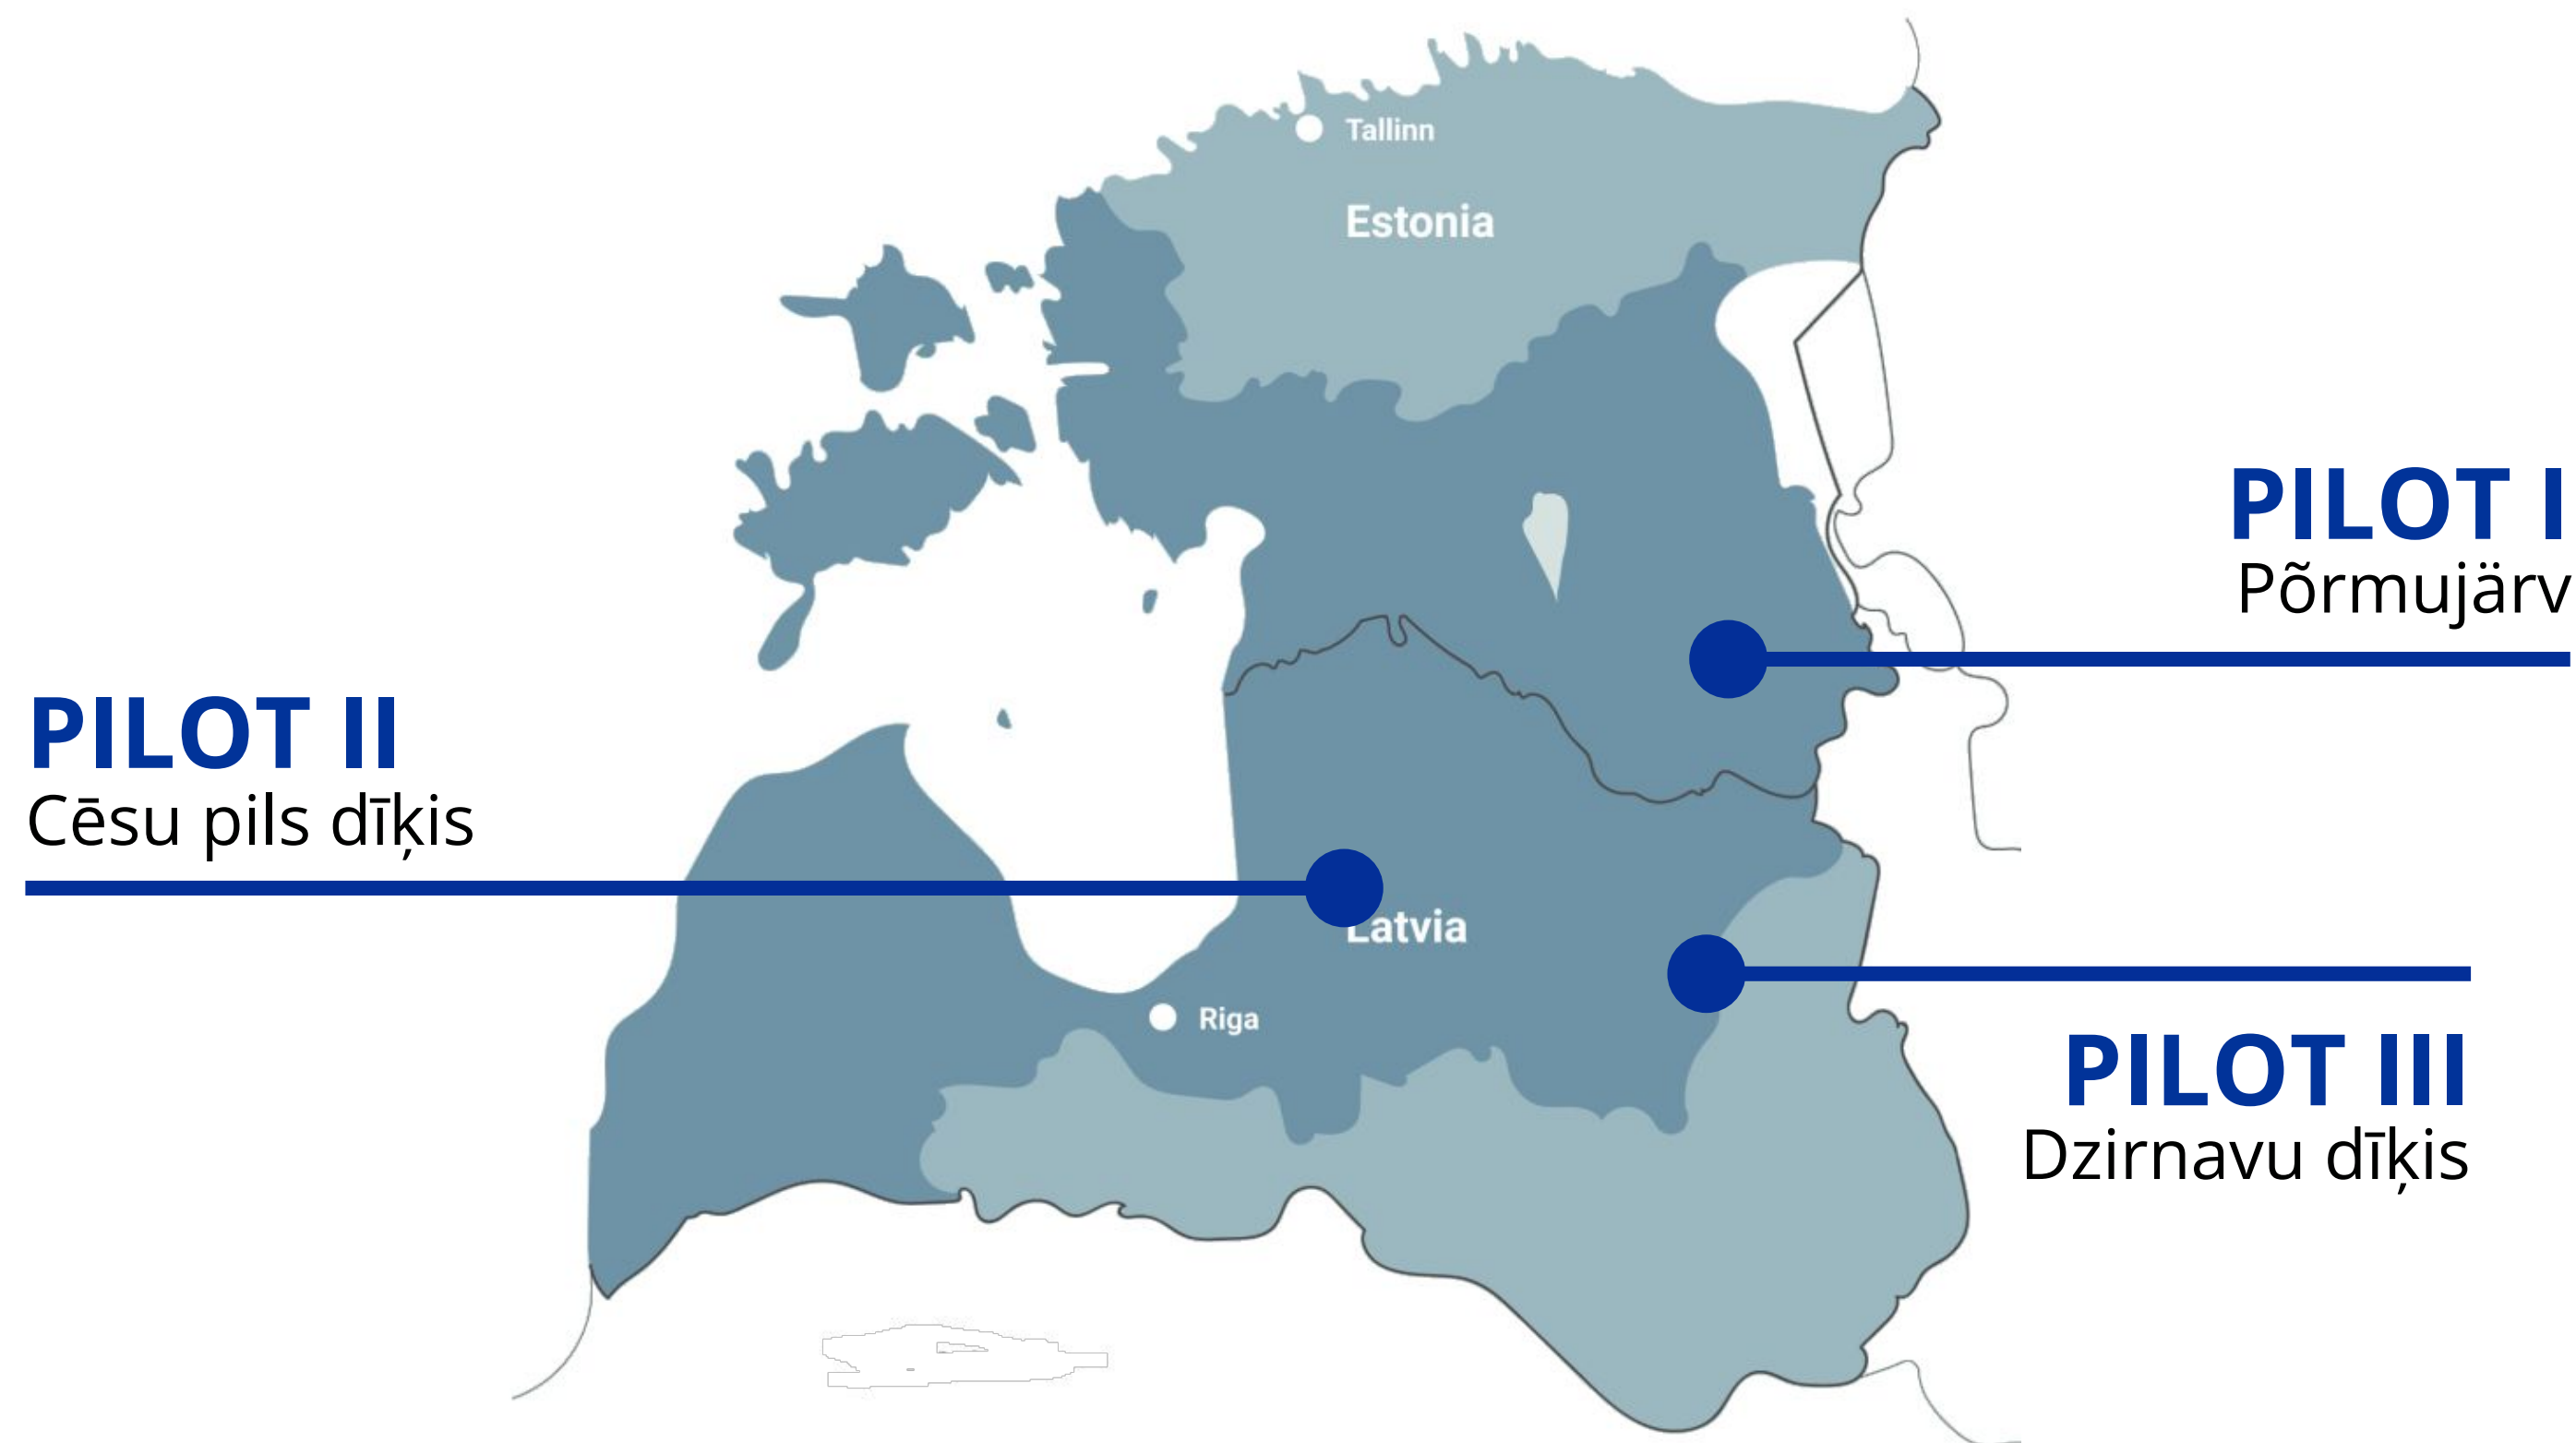 Tallinn
Estonia
PILOT I
Põrmujärv
PILOT II
Cēsu pils dīķis
Latvia
Riga
PILOT III
Dzirnavu dīķis